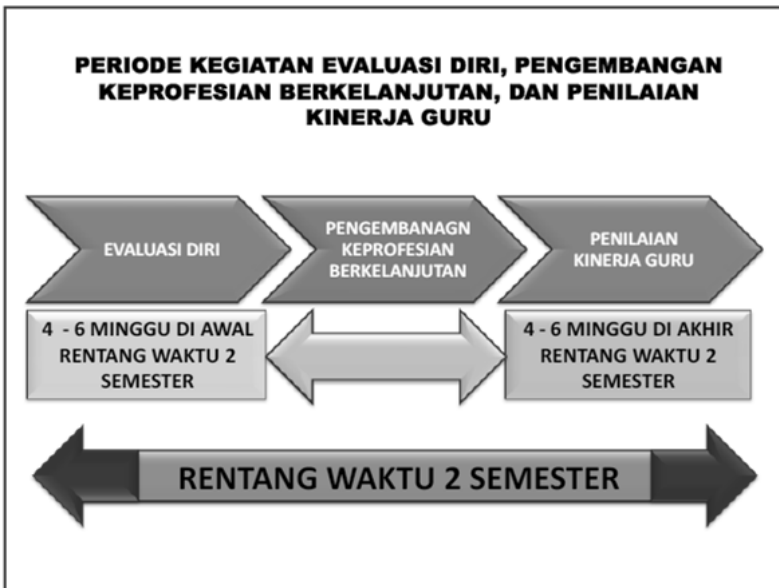 PERIODE KEGIATAN EVALUASI DIRI, PENGEMBANGAN
KEPROFESIAN BERKELANJUTAN, DAN PENILAIAN
KINERJA GURU
EVALUASI DIRI
PENGEMBANAGN
KEPROFESIAN
BERKELANJUTAN
PENILAIAN
KINERJA GURU
4 - 6 MINGGU DI AWAL
RENTANG WAKTU 2
SEMESTER
4 - 6 MINGGU DI AKHIR
RENTANG WAKTU 2
SEMESTER
RENTANG WAKTU 2 SEMESTER